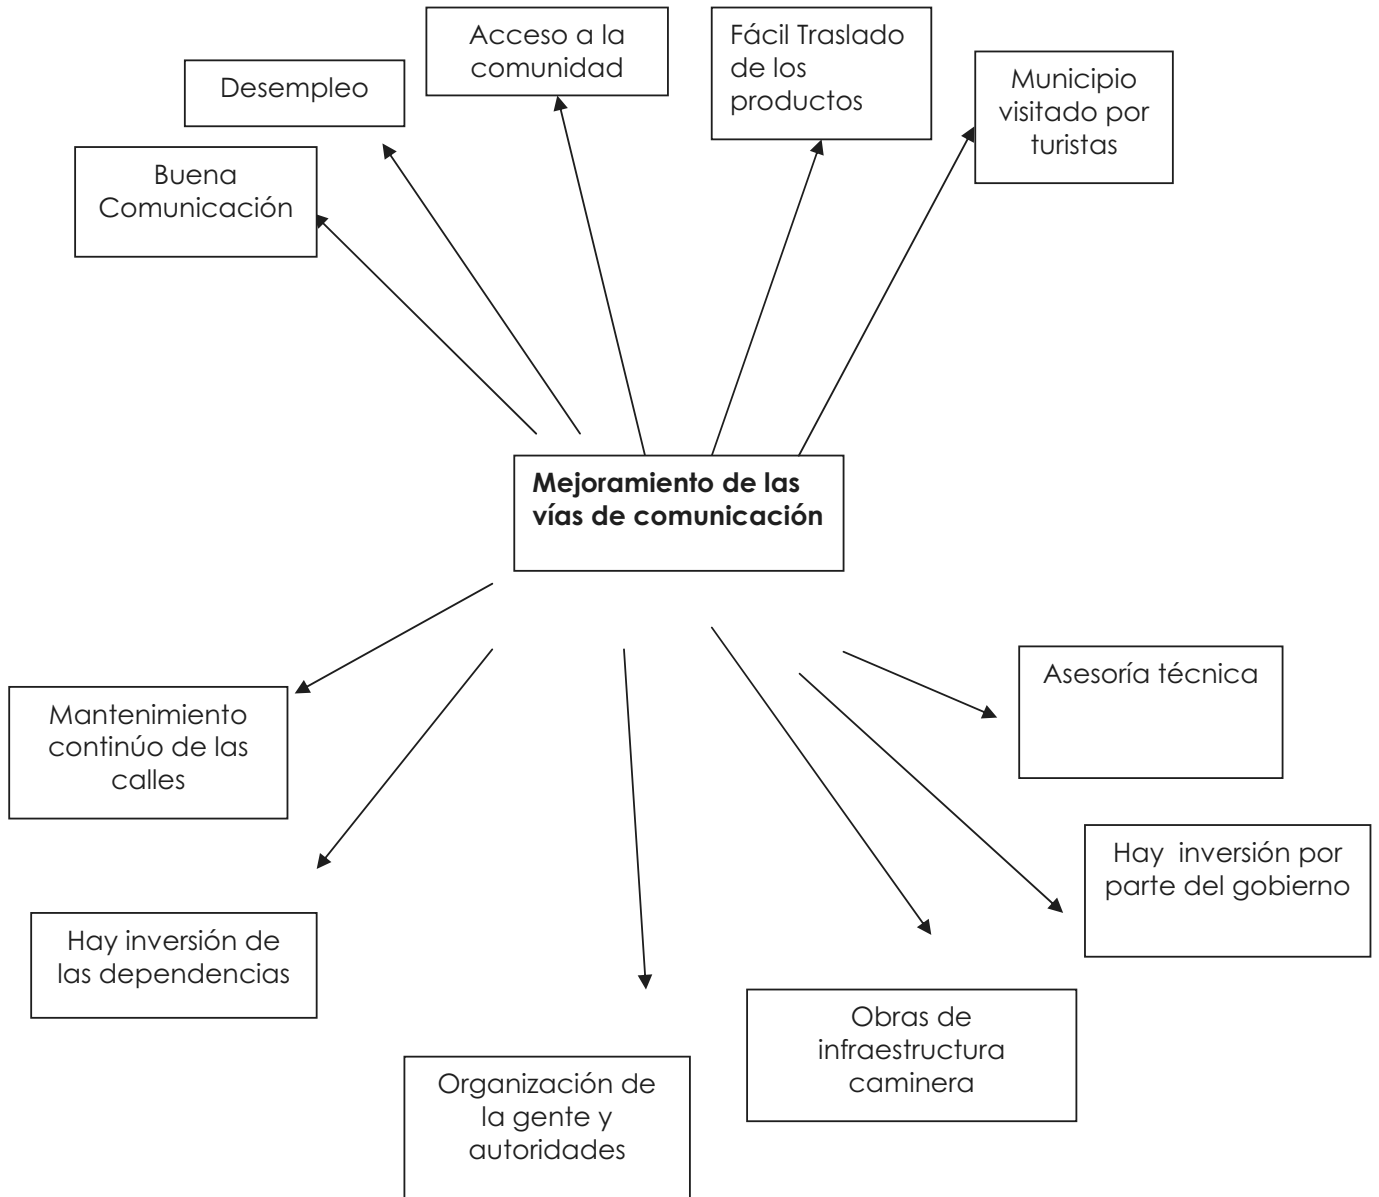 Acceso a la
comunidad
Fácil Traslado
de los
productos
Desempleo
Municipio
visitado por
turistas
Buena
Comunicación
Mejoramiento de las
vías de comunicación
Asesoría técnica
Mantenimiento
continúo de las
calles
Hay inversión por
parte del gobierno
Hay inversión de
las dependencias
Obras de
infraestructura
caminera
Organización de
la gente y
autoridades